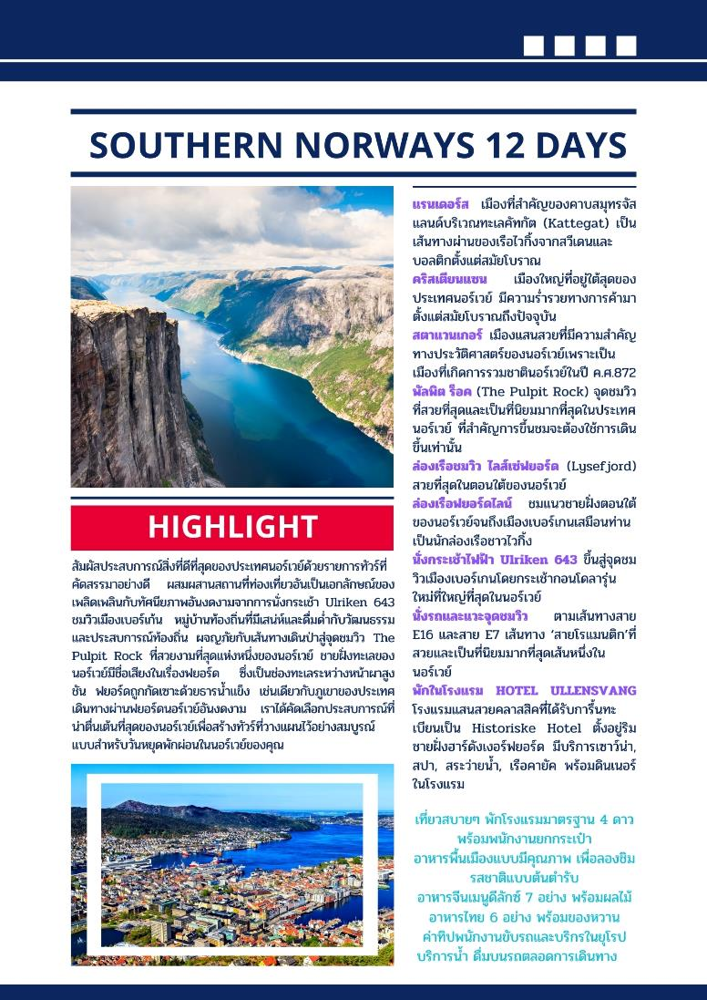 SOUTHERN NORWAYS 12 DAYS
HIGHLIGHT
สัมผัสประสบการณ์สิ่งที่ดีที่สุดของประเทศนอร์เวย์ด้วยรายการทัวร์ที่
คัดสรรมาอย่างดี ผสมผสานสถานที่ท่องเที่ยวอันเป็นเอกลักษณ์ของ
เพลิดเพลินกับทัศนียภาพอันงดงามจากการนั่งกระเช้า Ulriken 643
ชมวิวเมืองเบอร์เก้น หมู่บ้านท้องถิ่นที่มีเสน่ห์และดื่มด่ำกับวัฒนธรรม
และประสบการณ์ท้องถิ่น ผจญภัยกับเส้นทางเดินป่าสู่จุดชมวิว The
Pulpit Rock ที่สวยงามที่สุดแห่งหนึ่งของนอร์เวย์ ชายฝั่งทะเลของ
นอร์เวย์มีชื่อเสียงในเรื่องฟยอร์ด ซึ่งเป็นช่องทะเลระหว่างหน้าผาสูง
ชัน ฟยอร์ดถูกกัดเซาะด้วยธารน้ำแข็ง เช่นเดียวกับภูเขาของประเทศ
เดินทางผ่านฟยอร์ดนอร์เวย์อันงดงาม เราได้คัดเลือกประสบการณ์ที่
น่าตื่นเต้นที่สุดของนอร์เวย์เพื่อสร้างทัวร์ที่วางแผนไว้อย่างสมบูรณ์
แบบสำหรับวันหยุดพักผ่อนในนอร์เวย์ของคุณ
แรนเดอร์ส เมืองที่สำคัญของคาบสมุทรจัส
แลนด์บริเวณทะเลคัทกัต (Kattegat) เป็น
เส้นทางผ่านของเรือไวกิ้งจากสวีเดนและ
บอลติกตั้งแต่สมัยโบราณ
คริสเตียนแซน เมืองใหญ่ที่อยู่ใต้สุดของ
ประเทศนอร์เวย์ มีความร่ำรวยทางการค้ามา
ตั้งแต่สมัยโบราณถึงปัจจุบัน
สตาแวนเกอร์ เมืองแสนสวยที่มีความสำคัญ
ทางประวัติศาสตร์ของนอร์เวย์เพราะเป็น
เมืองที่เกิดการรวมชาตินอร์เวย์ในปี ค.ศ.872
พัลพิต ร็อค (The Pulpit Rock) จุดชมวิว
ที่สวยที่สุดและเป็นที่นิยมมากที่สุดในประเทศ
นอร์เวย์ ที่สำคัญการขึ้นชมจะต้องใช้การเดิน
ขึ้นเท่านั้น
ล่องเรือชมวิว ไลส์เซ่ฟยอร์ด (Lysefjord)
สวยที่สุดในตอนใต้ของนอร์เวย์
ล่องเรือฟยอร์ดไลน์ ชมแนวชายฝั่งตอนใต้
ของนอร์เวย์จนถึงเมืองเบอร์เกนเสมือนท่าน
เป็นนักล่องเรือชาวไวกิ้ง
นั่งกระเช้าไฟฟ้า Ulriken 643 ขึ้นสู่จุดชม
วิวเมืองเบอร์เกนโดยกระเช้ากอนโดลารุ่น
ใหม่ที่ใหญ่ที่สุดในนอร์เวย์
นั่งรถและแวะจุดชมวิว ตามเส้นทางสาย
E16 และสาย E7 เส้นทาง ‘สายโรแมนติก’ที่
สวยและเป็นที่นิยมมากที่สุดเส้นหนึ่งใน
นอร์เวย์
พักในโรงแรม HOTEL ULLENSVANG
โรงแรมแสนสวยคลาสสิคที่ได้รับการึ้นทะ
เบียนเป็น Historiske Hotel ตั้งอยู่ริม
ชายฝั่งฮาร์ดังเงอร์ฟยอร์ด มีบริการเซาว์น่า,
สปา, สระว่ายน้ำ, เรือคายัค พร้อมดินเนอร์
ในโรงแรม
เที่ยวสบายๆ พักโรงแรมมาตรฐาน 4 ดาว
พร้อมพนักงานยกกระเป๋า
อาหารพื้นเมืองแบบมีคุณภาพ เพื่อลองชิม
รสชาติแบบต้นตำรับ
อาหารจีนเมนูดีลักซ์ 7 อย่าง พร้อมผลไม้
อาหารไทย 6 อย่าง พร้อมของหวาน
ค่าทิปพนักงานขับรถและบริกรในยุโรป
บริการน้ำ ดื่มบนรถตลอดการเดินทาง